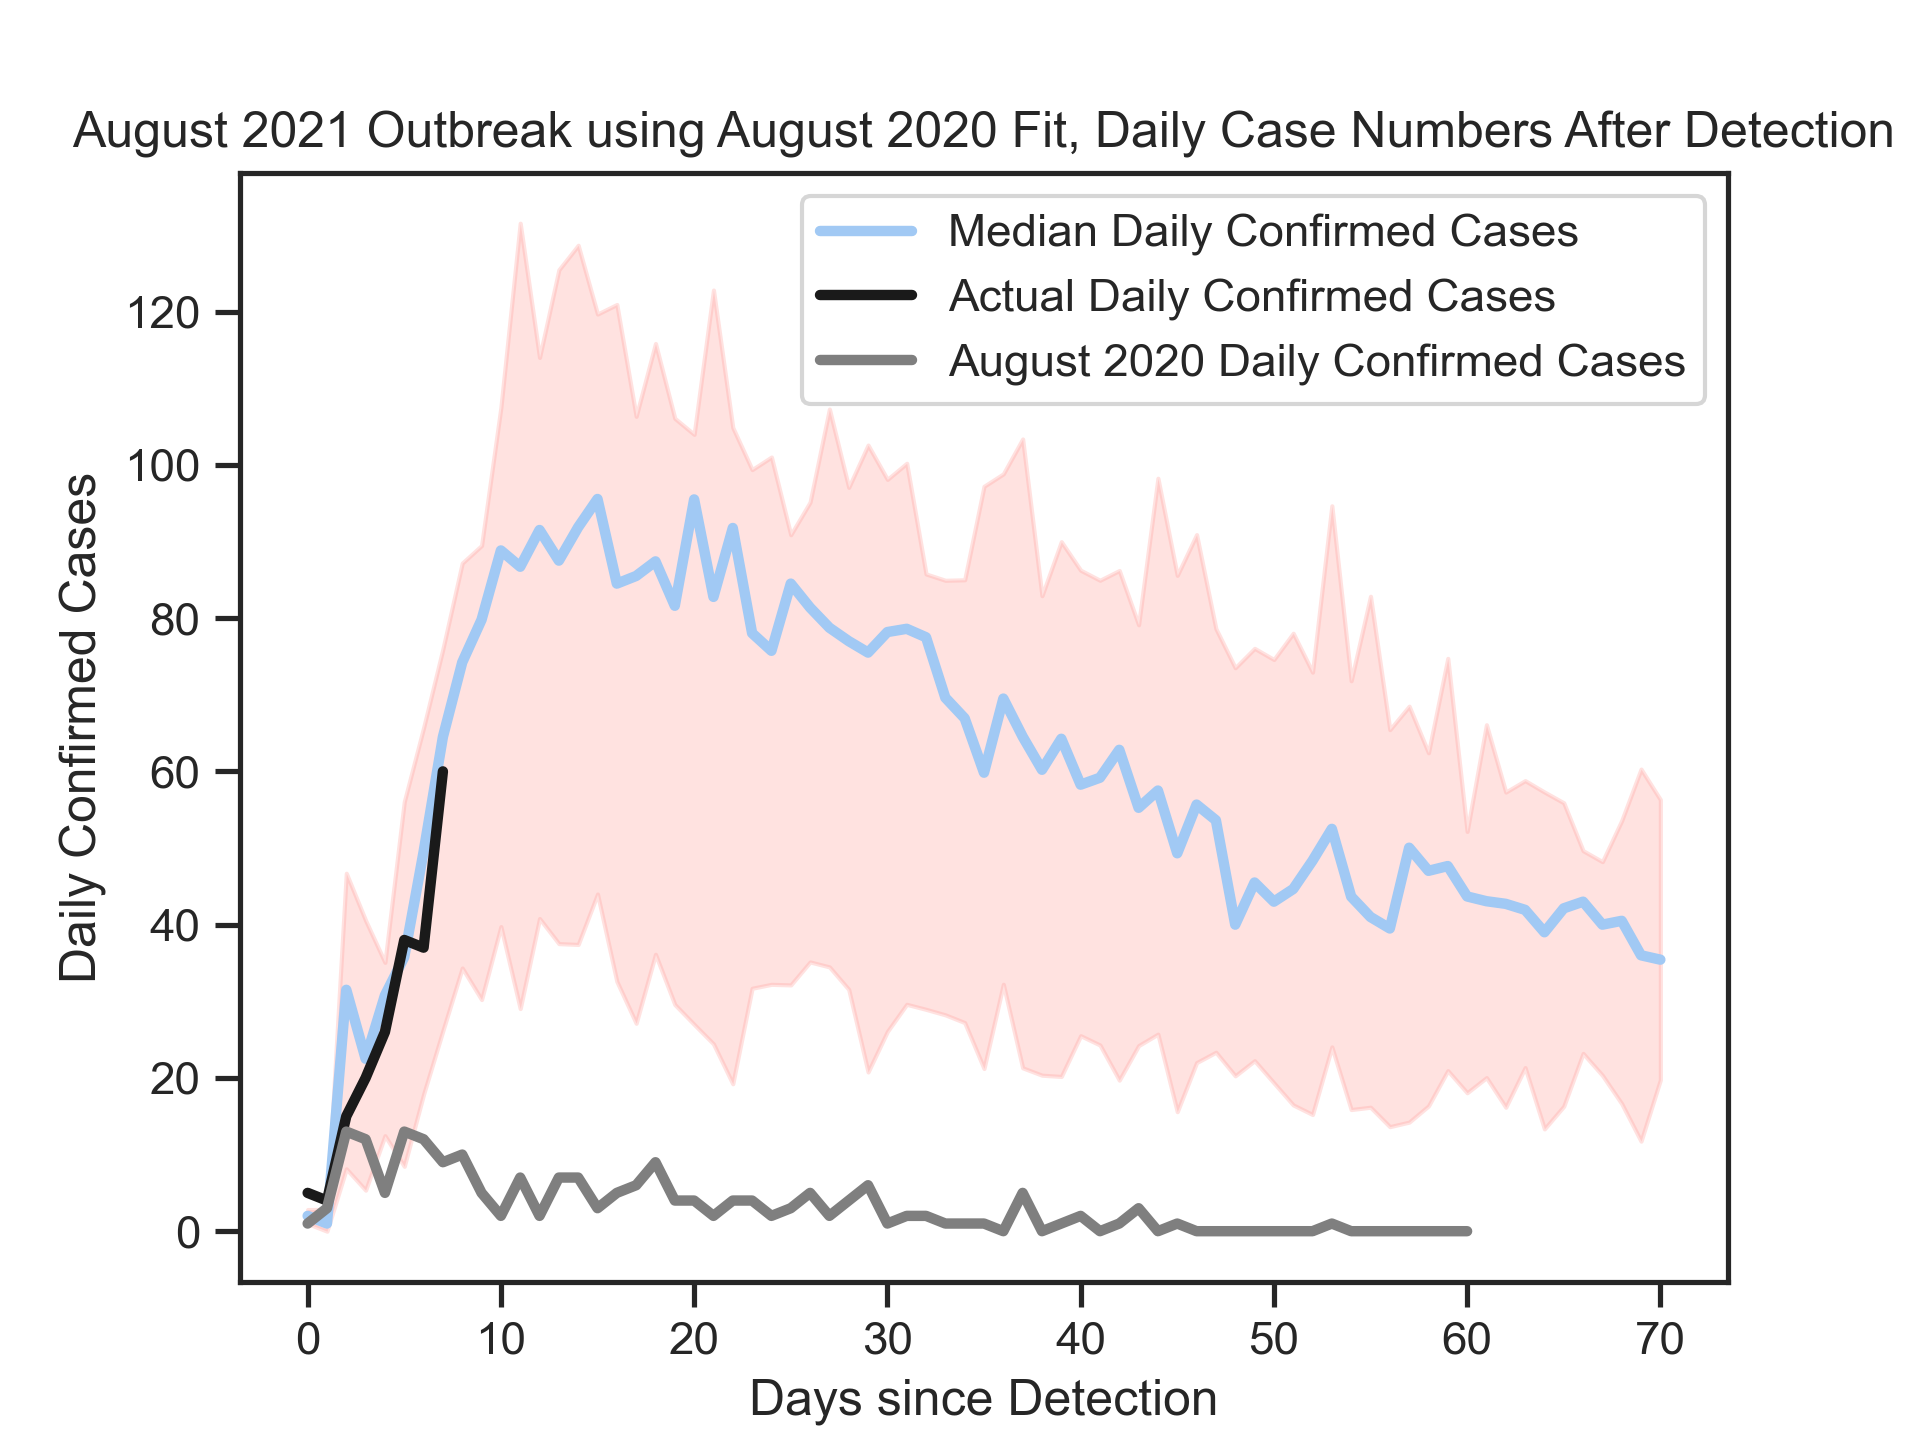 August 2021 Outbreak using August 2020 Fit, Daily Case Numbers After Detection
Median Daily Confirmed Cases
Actual Daily Confirmed Cases
August 2020 Daily Confirmed Cases
Daily Confirmed Cases
120
100
80
60
40
20
0
0 10 20 30 40 50 60 70
Days since Detection